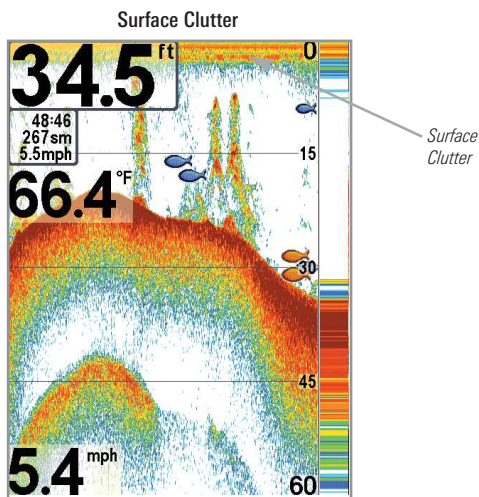 Surface Clutter
34.5 ft
0
48:46
267sm
5.5mph
Surface
Clutter
15
66.4 °F
30
45
5.4 mph
60